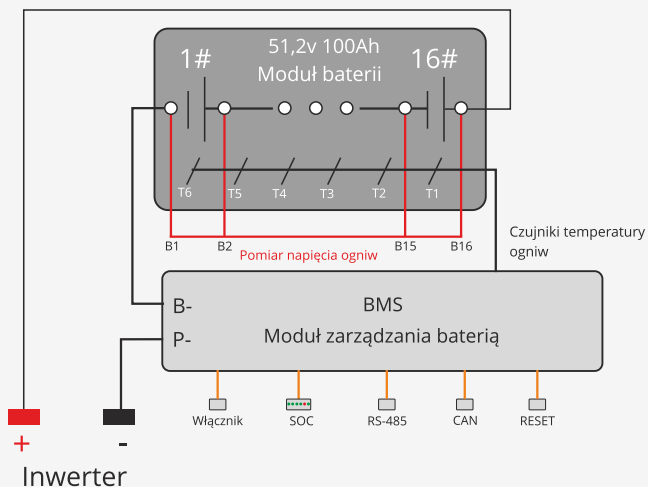 51,2v 100Ah
1#
16#
Moduł baterii
T6
T5
T4
T3
T2
T1
B1
B2
B15
B16
Pomiar napięcia ogniw
Czujniki temperatury
ogniw
B-
BMS
P-
Moduł zarządzania baterią
Włącznik
SOC
RS-485
CAN
RESET
+
-
Inwerter